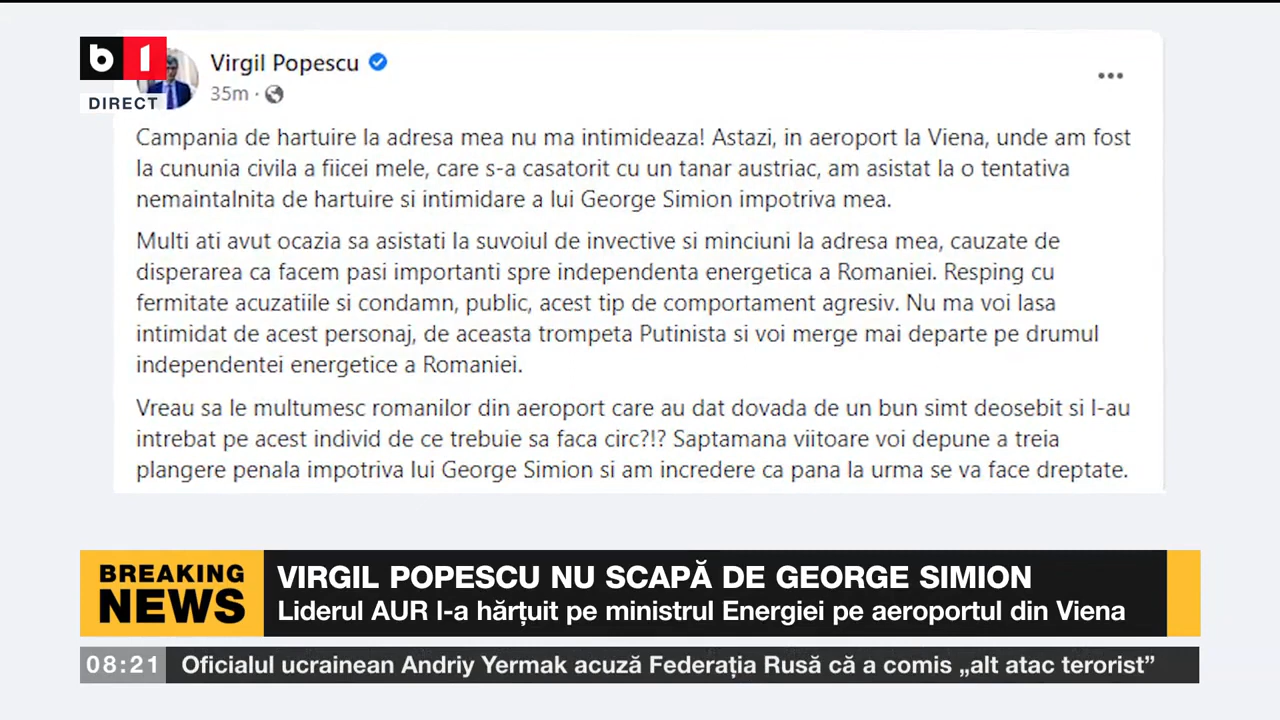 b 1
DIRECT
Virgil Popescu
35m ·
Campania de hartuire la adresa mea nu ma intimideaza! Astazi, in aeroport la Viena, unde am fost
la cununia civila a fiicei mele, care s-a casatorit cu un tanar austriac, am asistat la o tentativa
nemaintalnita de hartuire si intimidare a lui George Simion impotriva mea.
Multi ati avut ocazia sa asistati la suvoiul de invective si minciuni la adresa mea, cauzate de
disperarea ca facem pasi importanti spre independenta energetica a Romaniei. Resping cu
fermitate acuzatiile si condamn, public, acest tip de comportament agresiv. Nu ma voi lasa
intimidat de acest personaj, de aceasta trompeta Putinista si voi merge mai departe pe drumul
independentei energetice a Romaniei.
Vreau sa le multumesc romanilor din aeroport care au dat dovada de un bun simt deosebit si l-au
intrebat pe acest individ de ce trebuie sa faca circ?!? Saptamana viitoare voi depune a treia
plangere penala impotriva lui George Simion si am incredere ca pana la urma se va face dreptate.
BREAKING
NEWS
VIRGIL POPESCU NU SCAPĂ DE GEORGE SIMION
Liderul AUR l-a hărțuit pe ministrul Energiei pe aeroportul din Viena
08:21 Oficialul ucrainean Andriy Yermak acuză Federația Rusă că a comis „alt atac terorist”